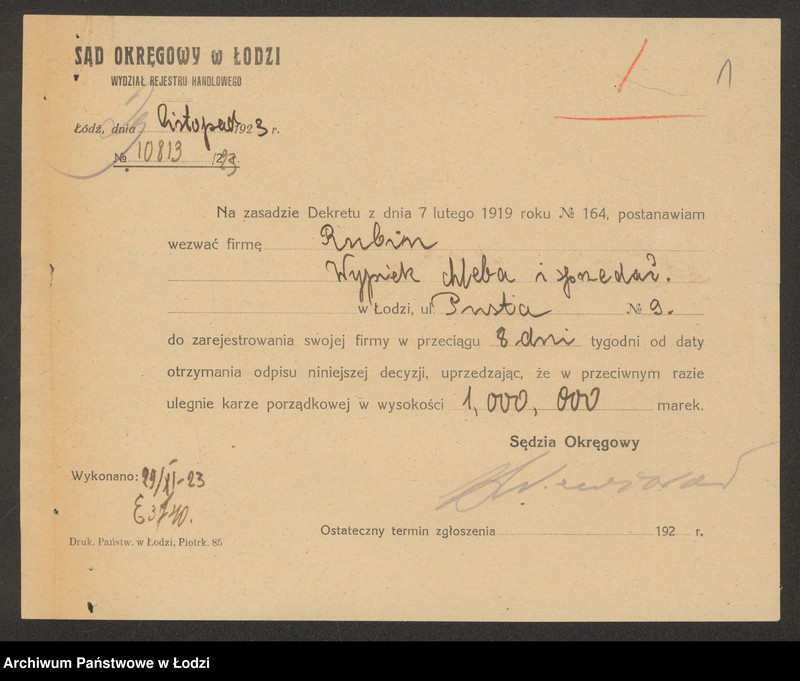 SĄD OKRĘGOWY w ŁODZI
WYDZIAŁ REJESTRU HANDLOWEGO
1
Łódź, dnia listopad 1923 r.
№ 10813 /23.
Na zasadzie Dekretu z dnia 7 lutego 1919 roku № 164, postanawiam
wezwać firmę Rubin
Wypiek chleba i sprzedaż.
w Łodzi, ul. Pusta № 9.
do zarejestrowania swojej firmy w przeciągu 8 dni tygodni od daty
otrzymania odpisu niniejszej decyzji, uprzedzając, że w przeciwnym razie
ulegnie karze porządkowej w wysokości 1,000,000 marek.
Sędzia Okręgowy
Wykonano: 29/XI-23
Ostateczny termin zgłoszenia 192 r.
Druk. Państw. w Łodzi, Piotrk. 85
Archiwum Państwowe w Łodzi